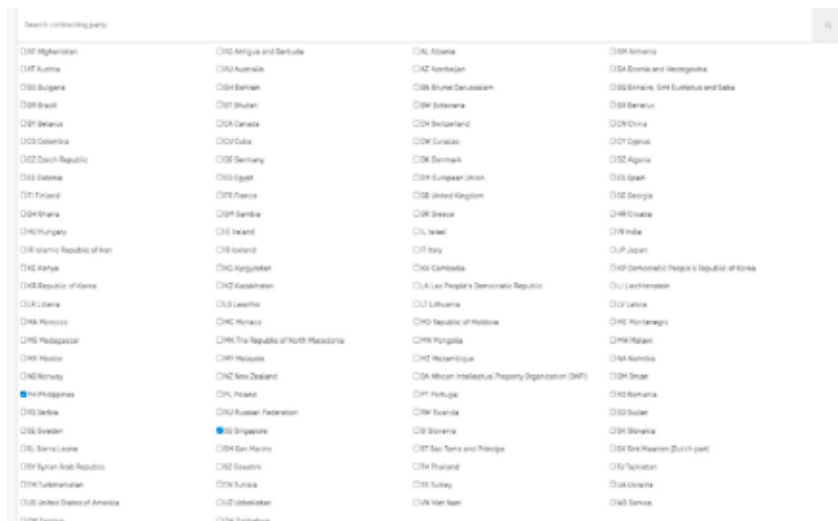 Search contracting party
AF Afghanistan AG Antigua and Barbuda AL Albania AM Armenia
AT Austria AU Australia AZ Azerbaijan BA Bosnia and Herzegovina
BG Bulgaria BH Bahrain BN Brunei Darussalam BQ Bonaire, Sint Eustatius and Saba
BR Brazil BT Bhutan BW Botswana BX Benelux
BY Belarus CA Canada CH Switzerland CN China
CO Colombia CU Cuba CW Curaçao CY Cyprus
CZ Czech Republic DE Germany DK Denmark DZ Algeria
EE Estonia EG Egypt EM European Union ES Spain
FI Finland FR France GB United Kingdom GE Georgia
GH Ghana GM Gambia GR Greece HR Croatia
HU Hungary IE Ireland IL Israel IN India
IR Islamic Republic of Iran IS Iceland IT Italy JP Japan
KE Kenya KG Kyrgyzstan KH Cambodia KP Democratic People's Republic of Korea
KR Republic of Korea KZ Kazakhstan LA Lao People's Democratic Republic LI Liechtenstein
LR Liberia LS Lesotho LT Lithuania LV Latvia
MA Morocco MC Monaco MD Republic of Moldova ME Montenegro
MG Madagascar MK The Republic of North Macedonia MN Mongolia MW Malawi
MX Mexico MY Malaysia MZ Mozambique NA Namibia
NO Norway NZ New Zealand OA African Intellectual Property Organization (OAPI) OM Oman
PH Philippines PL Poland PT Portugal RO Romania
RS Serbia RU Russian Federation RW Rwanda SD Sudan
SE Sweden SG Singapore SI Slovenia SK Slovakia
SL Sierra Leone SM San Marino ST Sao Tome and Principe SX Sint Maarten (Dutch part)
SY Syrian Arab Republic SZ Eswatini TH Thailand TJ Tajikistan
TM Turkmenistan TN Tunisia TR Turkey UA Ukraine
US United States of America UZ Uzbekistan VN Viet Nam WS Samoa